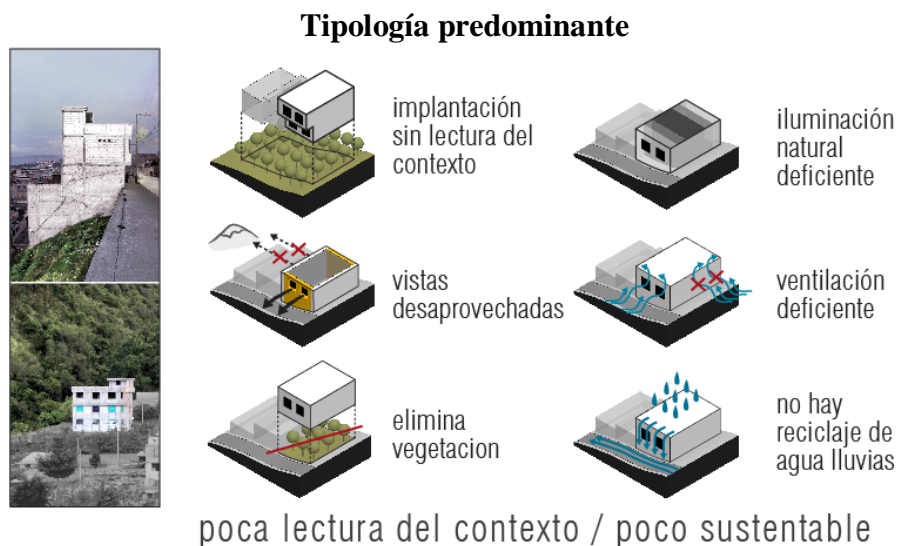 Tipología predominante
implantación
sin lectura del
contexto
iluminación
natural
deficiente
vistas
desaprovechadas
ventilación
deficiente
elimina
vegetacion
no hay
reciclaje de
agua lluvias
poca lectura del contexto / poco sustentable